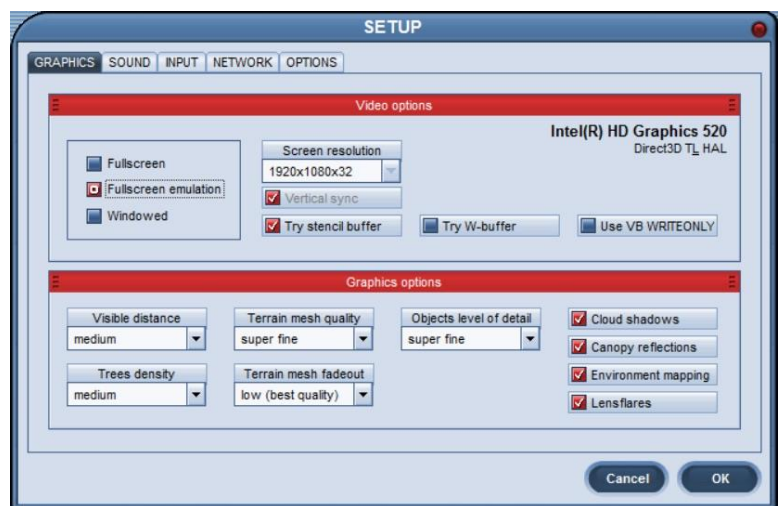 SETUP
GRAPHICS SOUND INPUT NETWORK OPTIONS
Video options
Intel(R) HD Graphics 520
Direct3D TL HAL
Fullscreen
Fullscreen emulation
Windowed
Screen resolution
1920x1080x32
Vertical sync
Try stencil buffer
Try W-buffer
Use VB WRITEONLY
Graphics options
Visible distance
medium
Terrain mesh quality
super fine
Objects level of detail
super fine
Trees density
medium
Terrain mesh fadeout
low (best quality)
Cloud shadows
Canopy reflections
Environment mapping
Lensflares
Cancel
OK